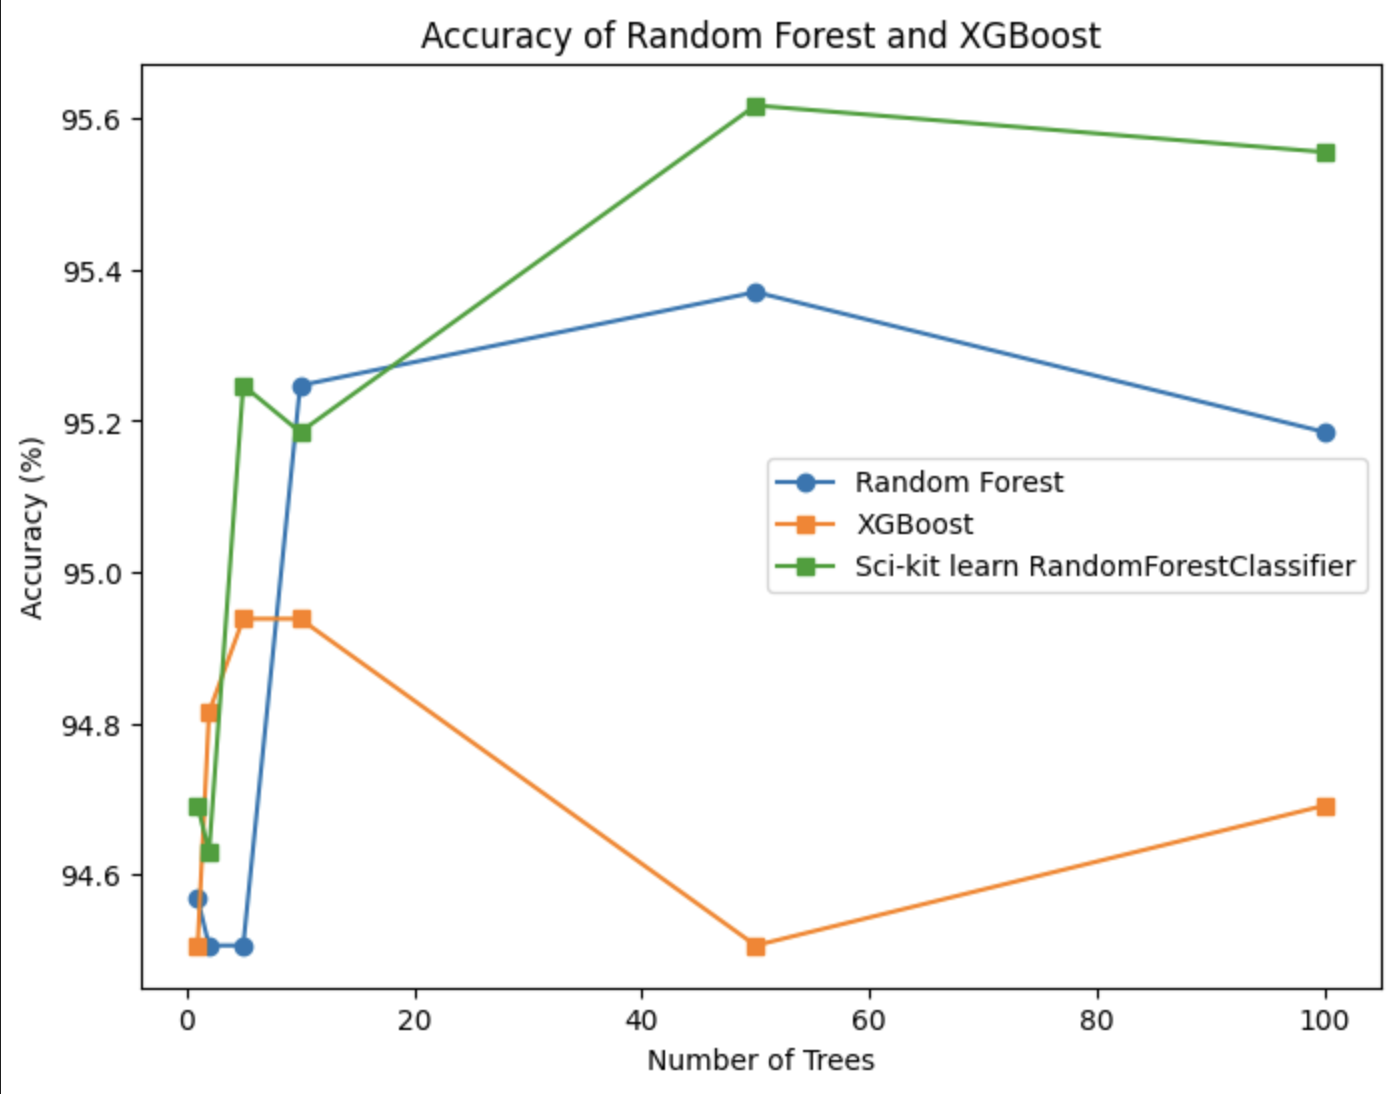 Accuracy of Random Forest and XGBoost
Accuracy (%)
95.6
95.4
95.2
95.0
94.8
94.6
Random Forest
XGBoost
Sci-kit learn RandomForestClassifier
0 20 40 60 80 100
Number of Trees